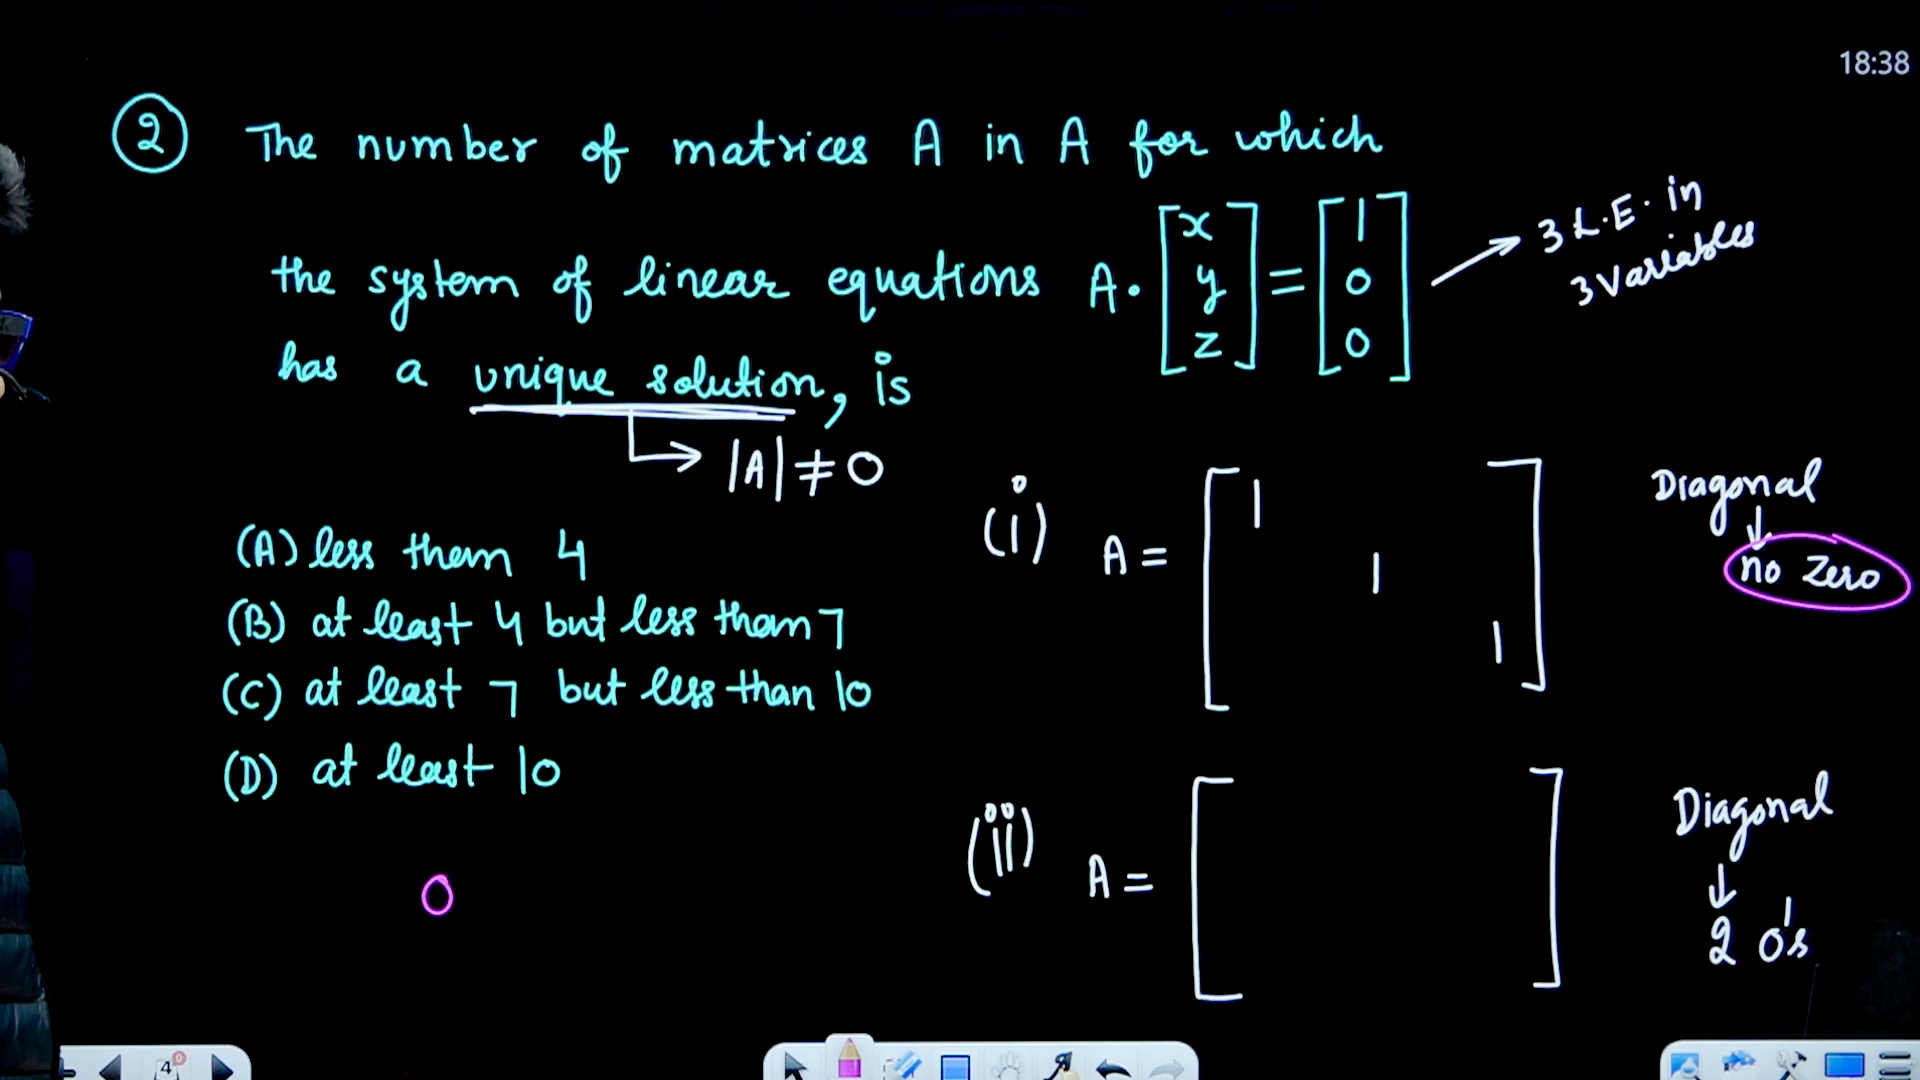 18:38
2 The number of matrices A in A for which
the system of linear equations A. [x y z] = [1 0 0] → 3 L.E. in 3 Variables
has a unique solution, is
→ |A| ≠ 0
(A) less them 4
(B) at least 4 but less than 7
(C) at least 7 but less than 10
(D) at least 10
0
(i) A = [1 1 1] Diagonal
↓
no Zero
(ii) A = [ ] Diagonal
↓
2 0's
4
0